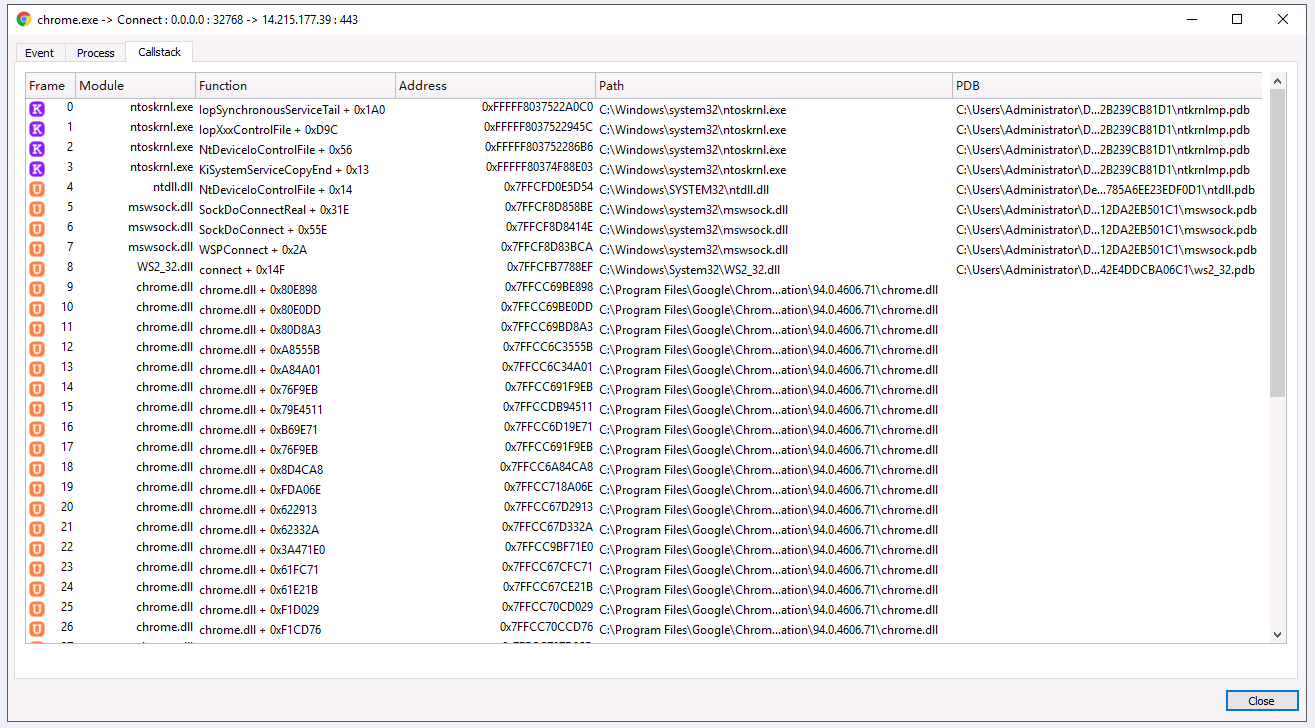 chrome.exe -> Connect : 0.0.0.0 : 32768 -> 14.215.177.39 : 443
Event Process Callstack
Frame Module Function Address Path PDB
K 0 ntoskrnl.exe IopSynchronousServiceTail + 0x1A0 0xFFFFF8037522A0C0 C:\Windows\system32\ntoskrnl.exe C:\Users\Administrator\D...2B239CB81D1\ntkrnlmp.pdb
K 1 ntoskrnl.exe IopXxxControlFile + 0xD9C 0xFFFFF8037522945C C:\Windows\system32\ntoskrnl.exe C:\Users\Administrator\D...2B239CB81D1\ntkrnlmp.pdb
K 2 ntoskrnl.exe NtDeviceIoControlFile + 0x56 0xFFFFF803752286B6 C:\Windows\system32\ntoskrnl.exe C:\Users\Administrator\D...2B239CB81D1\ntkrnlmp.pdb
K 3 ntoskrnl.exe KiSystemServiceCopyEnd + 0x13 0xFFFFF80374F88E03 C:\Windows\system32\ntoskrnl.exe C:\Users\Administrator\D...2B239CB81D1\ntkrnlmp.pdb
U 4 ntdll.dll NtDeviceIoControlFile + 0x14 0x7FFCFD0E5D54 C:\Windows\SYSTEM32\ntdll.dll C:\Users\Administrator\De...785A6EE23EDF0D1\ntdll.pdb
U 5 mswsock.dll SockDoConnectReal + 0x31E 0x7FFCF8D858BE C:\Windows\system32\mswsock.dll C:\Users\Administrator\D...12DA2EB501C1\mswsock.pdb
U 6 mswsock.dll SockDoConnect + 0x55E 0x7FFCF8D8414E C:\Windows\system32\mswsock.dll C:\Users\Administrator\D...12DA2EB501C1\mswsock.pdb
U 7 mswsock.dll WSPConnect + 0x2A 0x7FFCF8D83BCA C:\Windows\system32\mswsock.dll C:\Users\Administrator\D...12DA2EB501C1\mswsock.pdb
U 8 WS2_32.dll connect + 0x14F 0x7FFCFB7788EF C:\Windows\System32\WS2_32.dll C:\Users\Administrator\D...42E4DDCBA06C1\ws2_32.pdb
U 9 chrome.dll chrome.dll + 0x80E898 0x7FFCC69BE898 C:\Program Files\Google\Chrom...ation\94.0.4606.71\chrome.dll
U 10 chrome.dll chrome.dll + 0x80E0DD 0x7FFCC69BE0DD C:\Program Files\Google\Chrom...ation\94.0.4606.71\chrome.dll
U 11 chrome.dll chrome.dll + 0x80D8A3 0x7FFCC69BD8A3 C:\Program Files\Google\Chrom...ation\94.0.4606.71\chrome.dll
U 12 chrome.dll chrome.dll + 0xA8555B 0x7FFCC6C3555B C:\Program Files\Google\Chrom...ation\94.0.4606.71\chrome.dll
U 13 chrome.dll chrome.dll + 0xA84A01 0x7FFCC6C34A01 C:\Program Files\Google\Chrom...ation\94.0.4606.71\chrome.dll
U 14 chrome.dll chrome.dll + 0x76F9EB 0x7FFCC691F9EB C:\Program Files\Google\Chrom...ation\94.0.4606.71\chrome.dll
U 15 chrome.dll chrome.dll + 0x79E4511 0x7FFCCDB94511 C:\Program Files\Google\Chrom...ation\94.0.4606.71\chrome.dll
U 16 chrome.dll chrome.dll + 0xB69E71 0x7FFCC6D19E71 C:\Program Files\Google\Chrom...ation\94.0.4606.71\chrome.dll
U 17 chrome.dll chrome.dll + 0x76F9EB 0x7FFCC691F9EB C:\Program Files\Google\Chrom...ation\94.0.4606.71\chrome.dll
U 18 chrome.dll chrome.dll + 0x8D4CA8 0x7FFCC6A84CA8 C:\Program Files\Google\Chrom...ation\94.0.4606.71\chrome.dll
U 19 chrome.dll chrome.dll + 0xFDA06E 0x7FFCC718A06E C:\Program Files\Google\Chrom...ation\94.0.4606.71\chrome.dll
U 20 chrome.dll chrome.dll + 0x622913 0x7FFCC67D2913 C:\Program Files\Google\Chrom...ation\94.0.4606.71\chrome.dll
U 21 chrome.dll chrome.dll + 0x62332A 0x7FFCC67D332A C:\Program Files\Google\Chrom...ation\94.0.4606.71\chrome.dll
U 22 chrome.dll chrome.dll + 0x3A471E0 0x7FFCC9BF71E0 C:\Program Files\Google\Chrom...ation\94.0.4606.71\chrome.dll
U 23 chrome.dll chrome.dll + 0x61FC71 0x7FFCC67CFC71 C:\Program Files\Google\Chrom...ation\94.0.4606.71\chrome.dll
U 24 chrome.dll chrome.dll + 0x61E21B 0x7FFCC67CE21B C:\Program Files\Google\Chrom...ation\94.0.4606.71\chrome.dll
U 25 chrome.dll chrome.dll + 0xF1D029 0x7FFCC70CD029 C:\Program Files\Google\Chrom...ation\94.0.4606.71\chrome.dll
U 26 chrome.dll chrome.dll + 0xF1CD76 0x7FFCC70CCD76 C:\Program Files\Google\Chrom...ation\94.0.4606.71\chrome.dll
Close